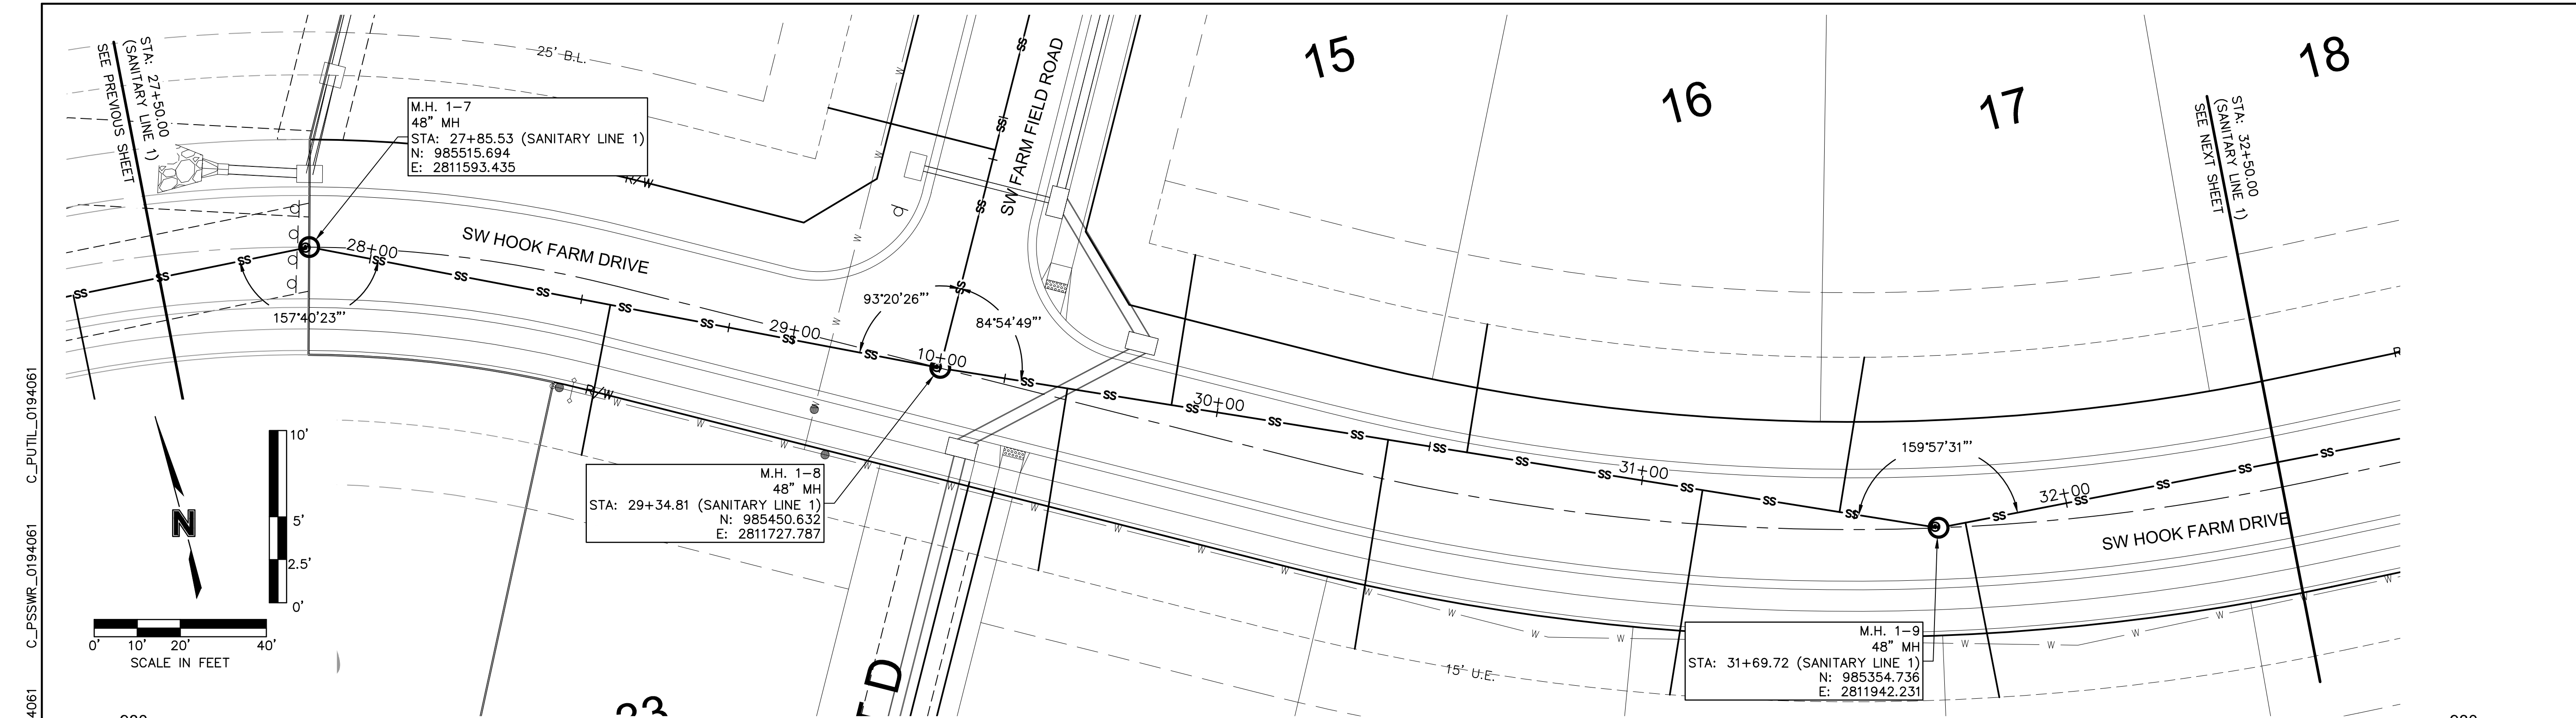 STA: 27+50.00
(SANITARY LINE 1)
SEE PREVIOUS SHEET
25' B.L.
M.H. 1-7
48" MH
STA: 27+85.53 (SANITARY LINE 1)
N: 985515.694
E: 2811593.435
R/W
SW FARM FIELD ROAD
15
16
17
18
STA: 32+50.00
(SANITARY LINE 1)
SEE NEXT SHEET
28+00
SW HOOK FARM DRIVE
157°40'23"'
29+00
93°20'26"'
84°54'49"'
10+00
30+00
31+00
159°57'31"'
32+00
SW HOOK FARM DRIVE
R/W
M.H. 1-8
48" MH
STA: 29+34.81 (SANITARY LINE 1)
N: 985450.632
E: 2811727.787
M.H. 1-9
48" MH
STA: 31+69.72 (SANITARY LINE 1)
N: 985354.736
E: 2811942.231
15' U.E.
N
10'
5'
2.5'
0'
0' 10' 20' 40'
SCALE IN FEET
C_PUTIL_0194061
C_PSSWR_0194061
4061
23
D
SS
W